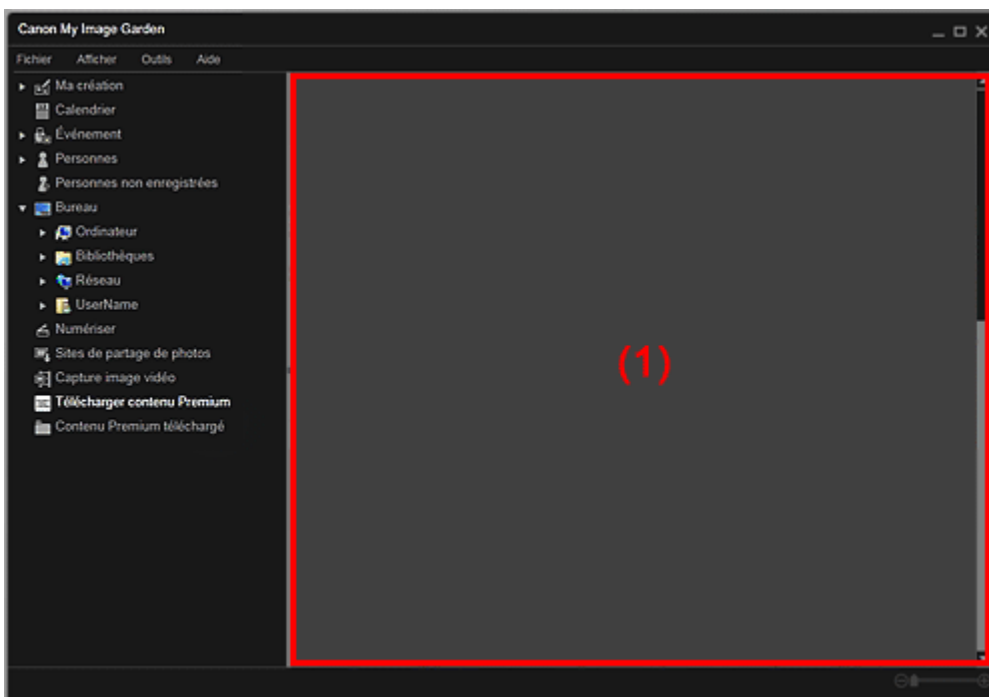 Canon My Image Garden
Fichier Afficher Outils Aide
Ma création
Calendrier
Événement
Personnes
Personnes non enregistrées
Bureau
Ordinateur
Bibliothèques
Réseau
UserName
Numériser
Sites de partage de photos
Capture image vidéo
Télécharger contenu Premium
Contenu Premium téléchargé
(1)